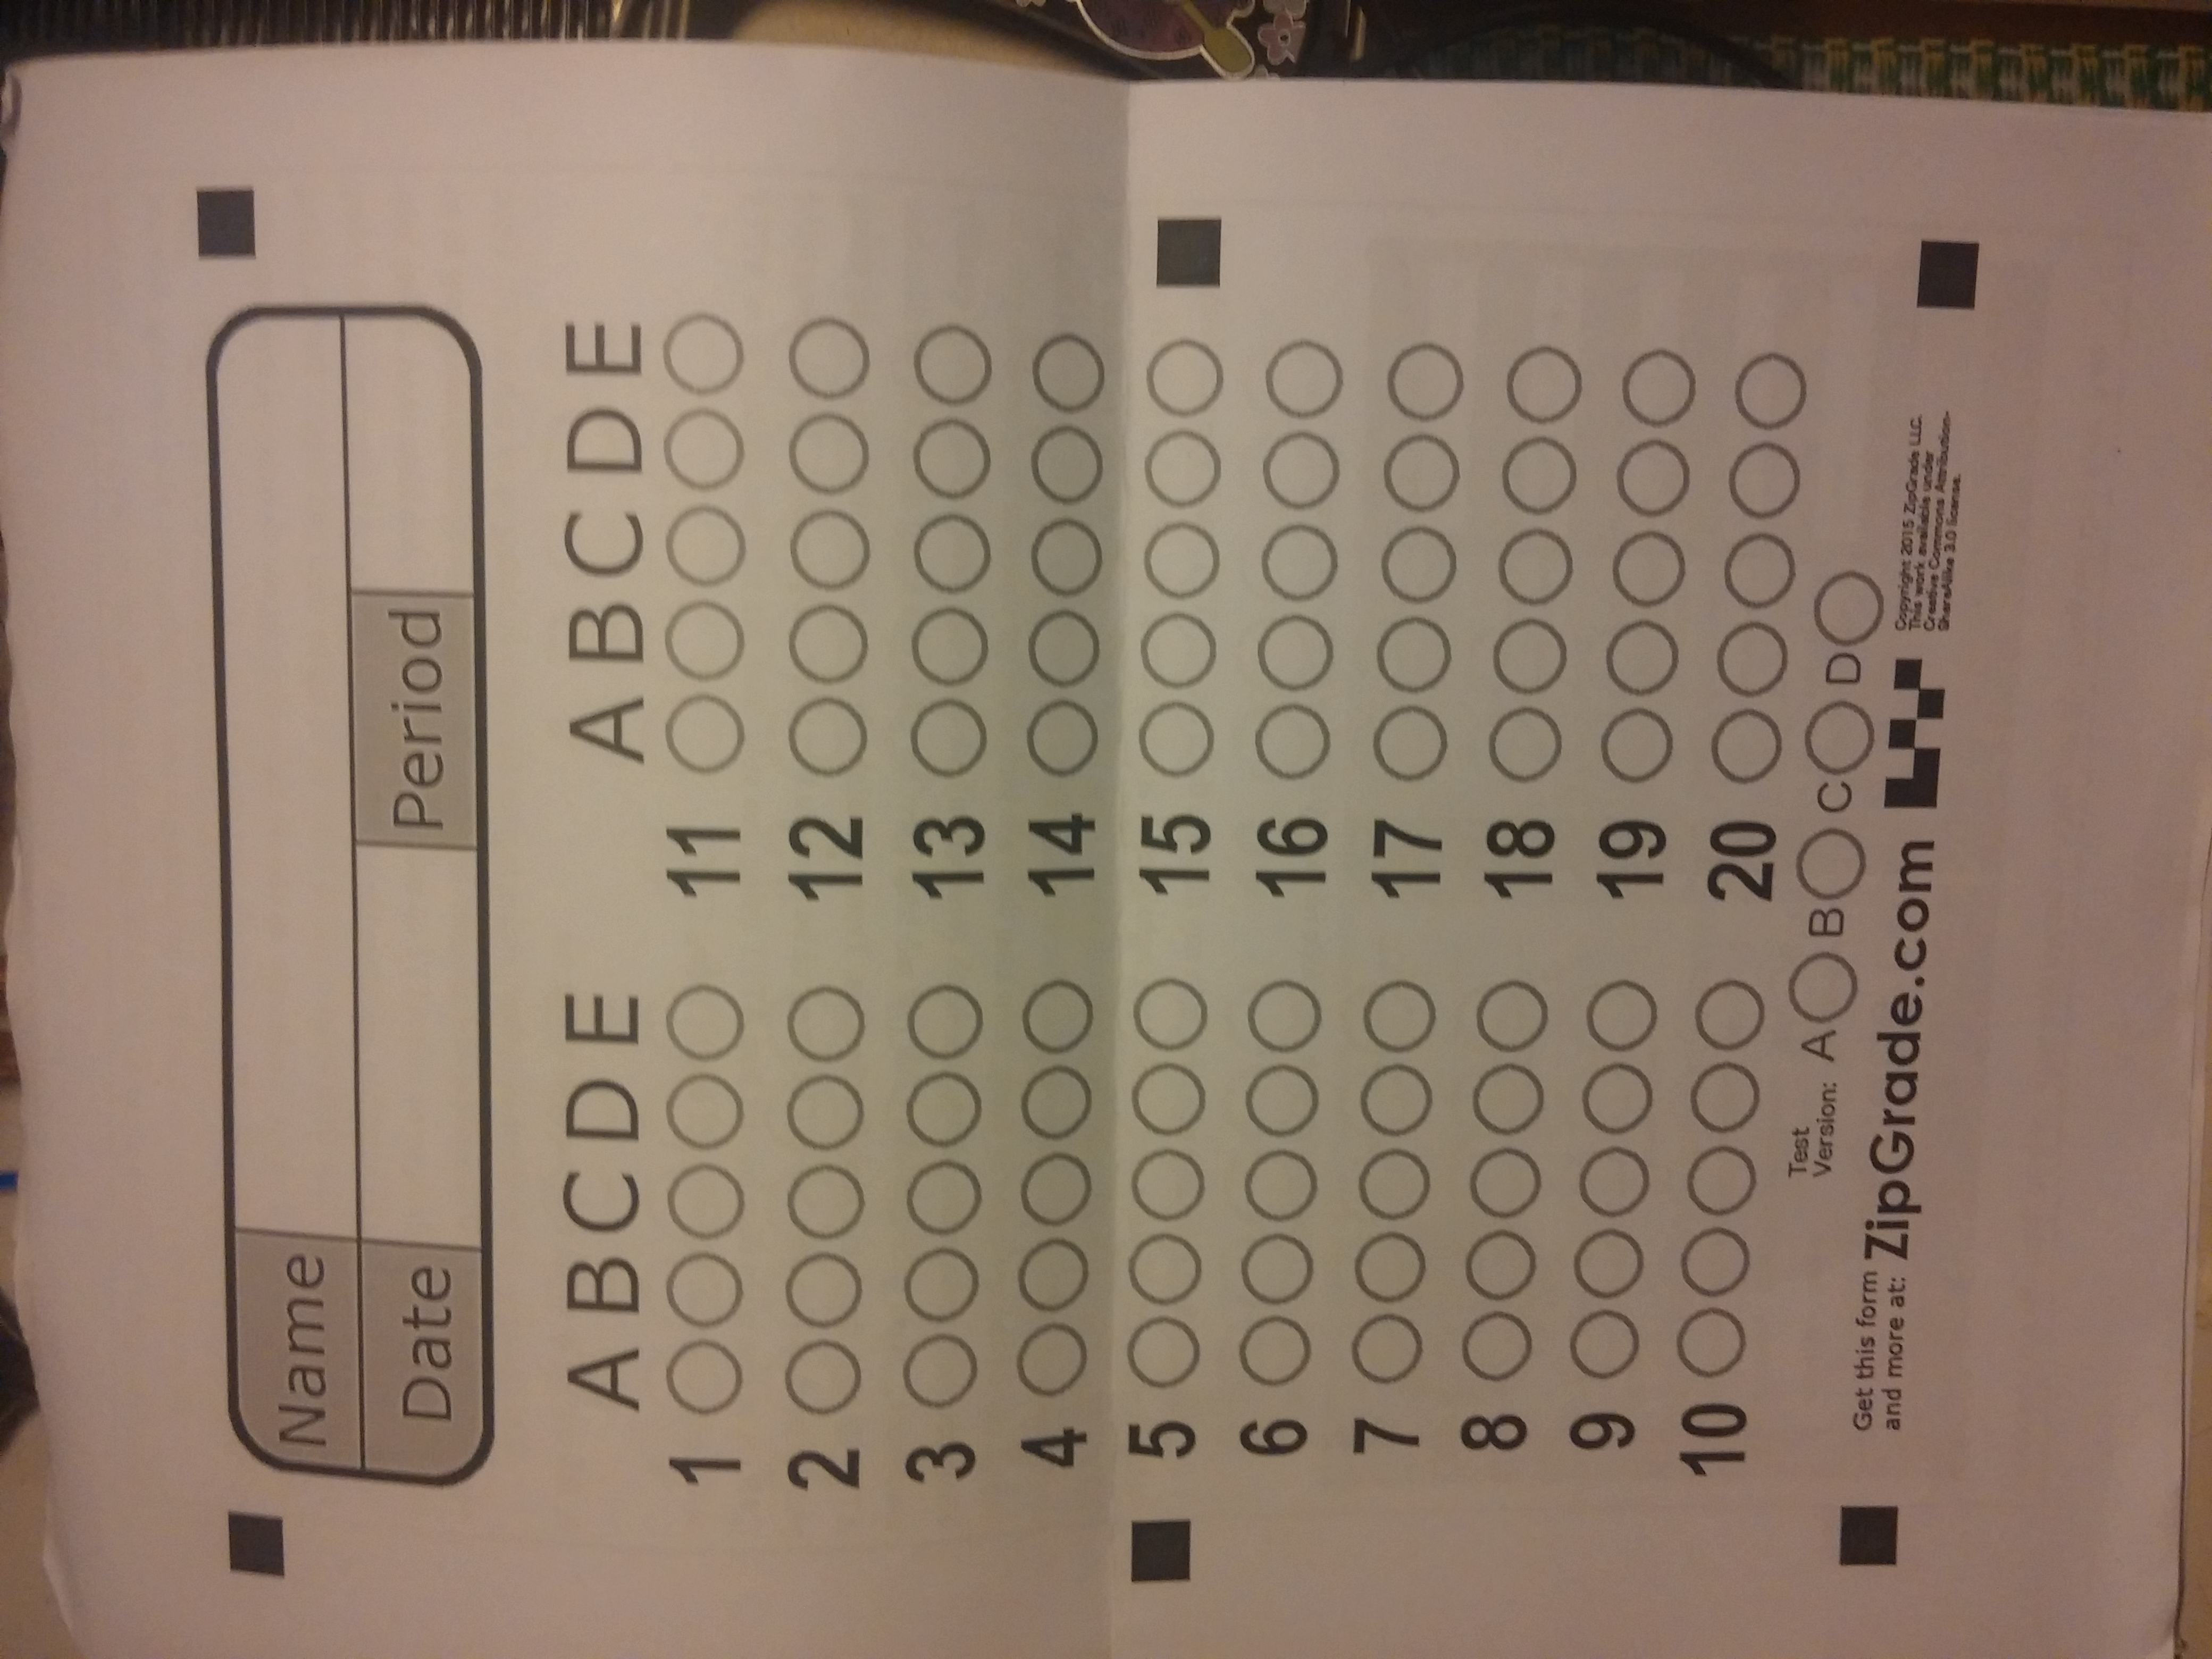 Name
Date Period
A B C D E A B C D E
1 11
2 12
3 13
4 14
5 15
6 16
7 17
8 18
9 19
10 20
Test
Version: A B C D
Get this form
and more at: ZipGrade.com
Copyright 2015 ZipGrade LLC.
This work available under
Creative Commons Attribution-
ShareAlike 3.0 license.